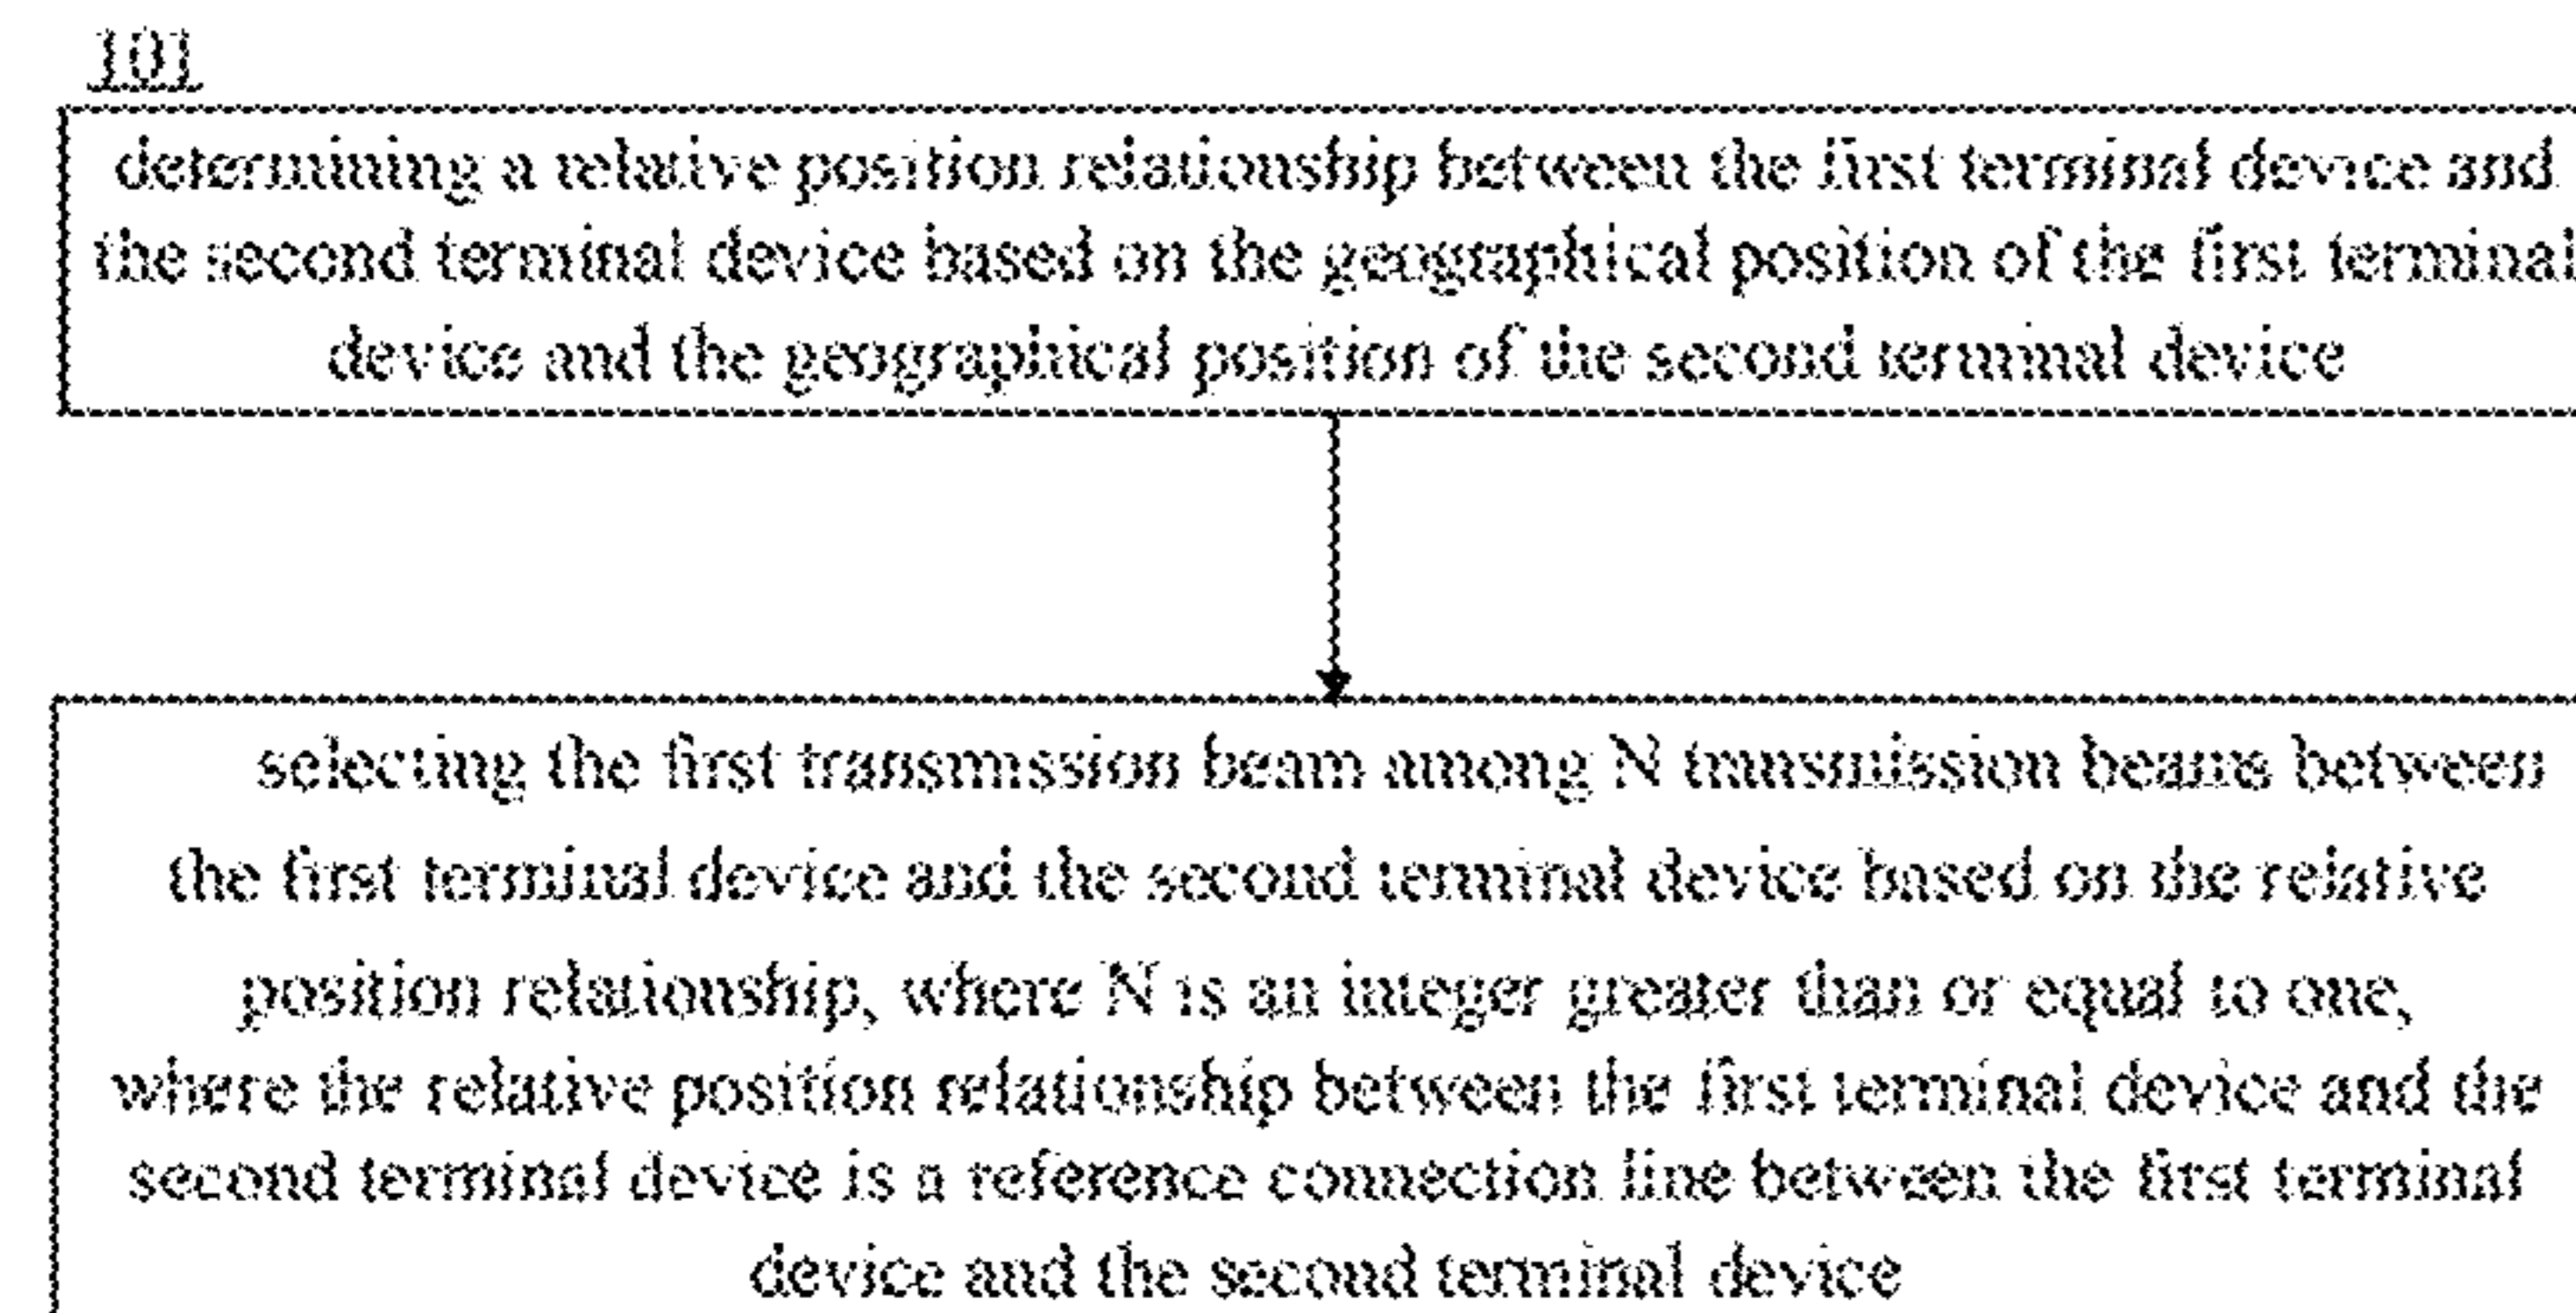 101
determining a relative position relationship between the first terminal device and
the second terminal device based on the geographical position of the first terminal
device and the geographical position of the second terminal device
selecting the first transmission beam among N transmission beams between
the first terminal device and the second terminal device based on the relative
position relationship, where N is an integer greater than or equal to one,
where the relative position relationship between the first terminal device and the
second terminal device is a reference connection line between the first terminal
device and the second terminal device